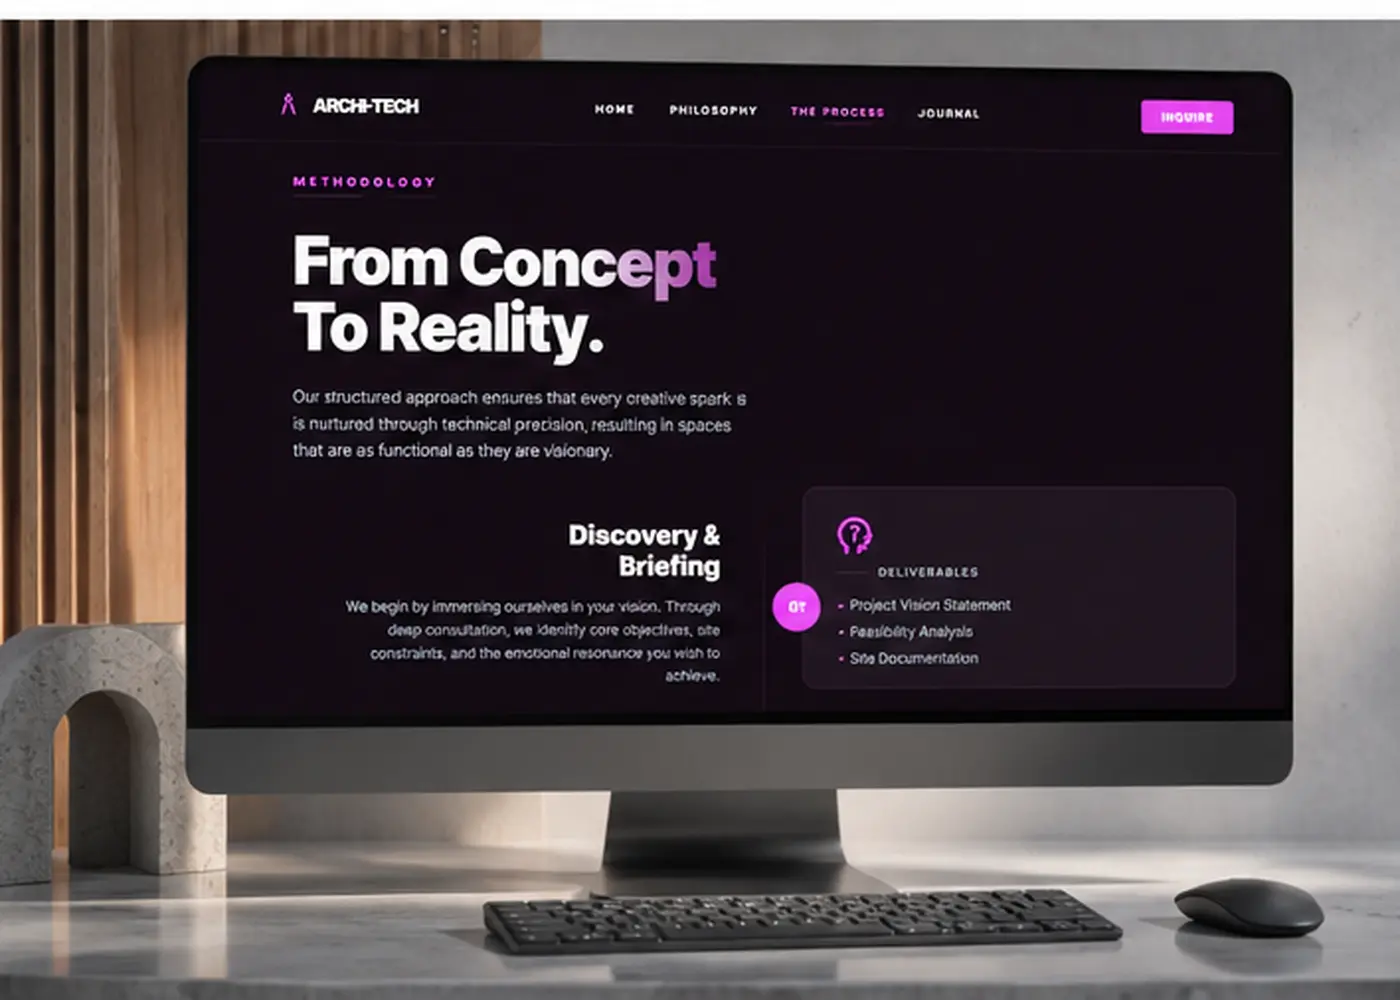 ARCHI-TECH
HOME PHILOSOPHY THE PROCESS JOURNAL
INQUIRE
METHODOLOGY
From Concept
To Reality.
Our structured approach ensures that every creative spark s
is nurtured through technical precision, resulting in spaces
that are as functional as they are visionary.
Discovery &
Briefing
We begin by immersing ourselves in your vision. Through
deep consultation, we identify core objectives, site
constraints, and the emotional resonance you wish to
achieve.
DELIVERABLES
- Project Vision Statement
- Feasibility Analysis
- Site Documentation